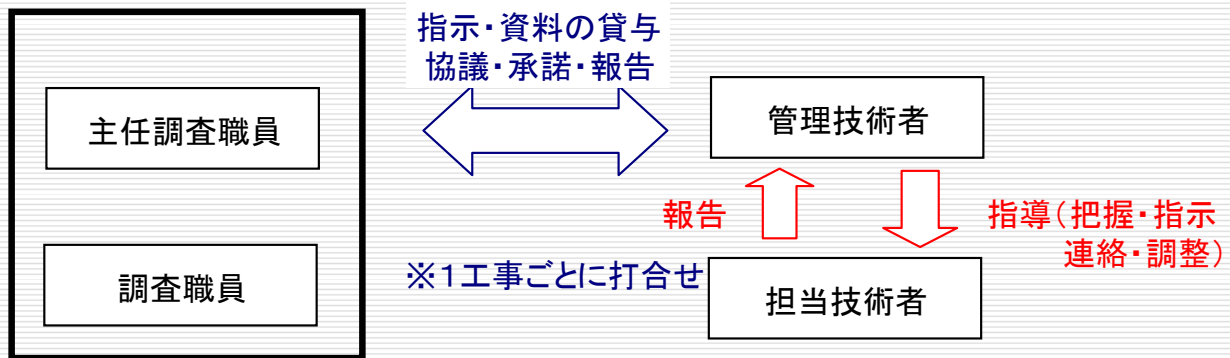 指示・資料の貸与
協議・承諾・報告
主任調査職員
管理技術者
報告
指導（把握・指示
連絡・調整）
※１工事ごとに打合せ
調査職員
担当技術者